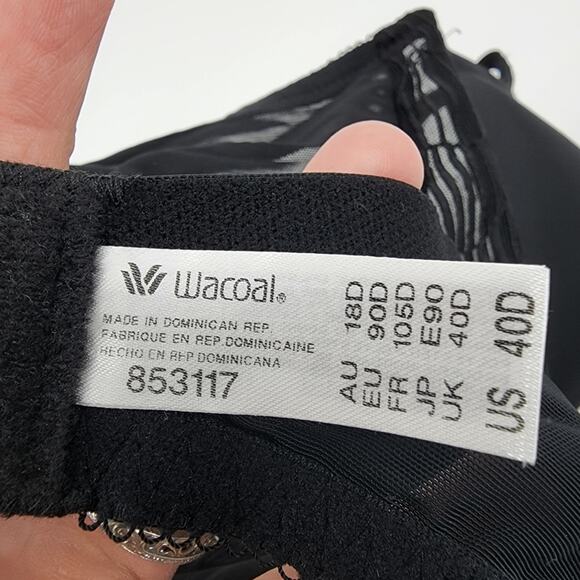 Wacoal®
MADE IN DOMINICAN REP.
FABRIQUE EN REP. DOMINICAINE
HECHO EN REP. DOMINICANA
853117
AU 18D
EU 90D
FR 105D
JP E90
UK 40D
US 40D